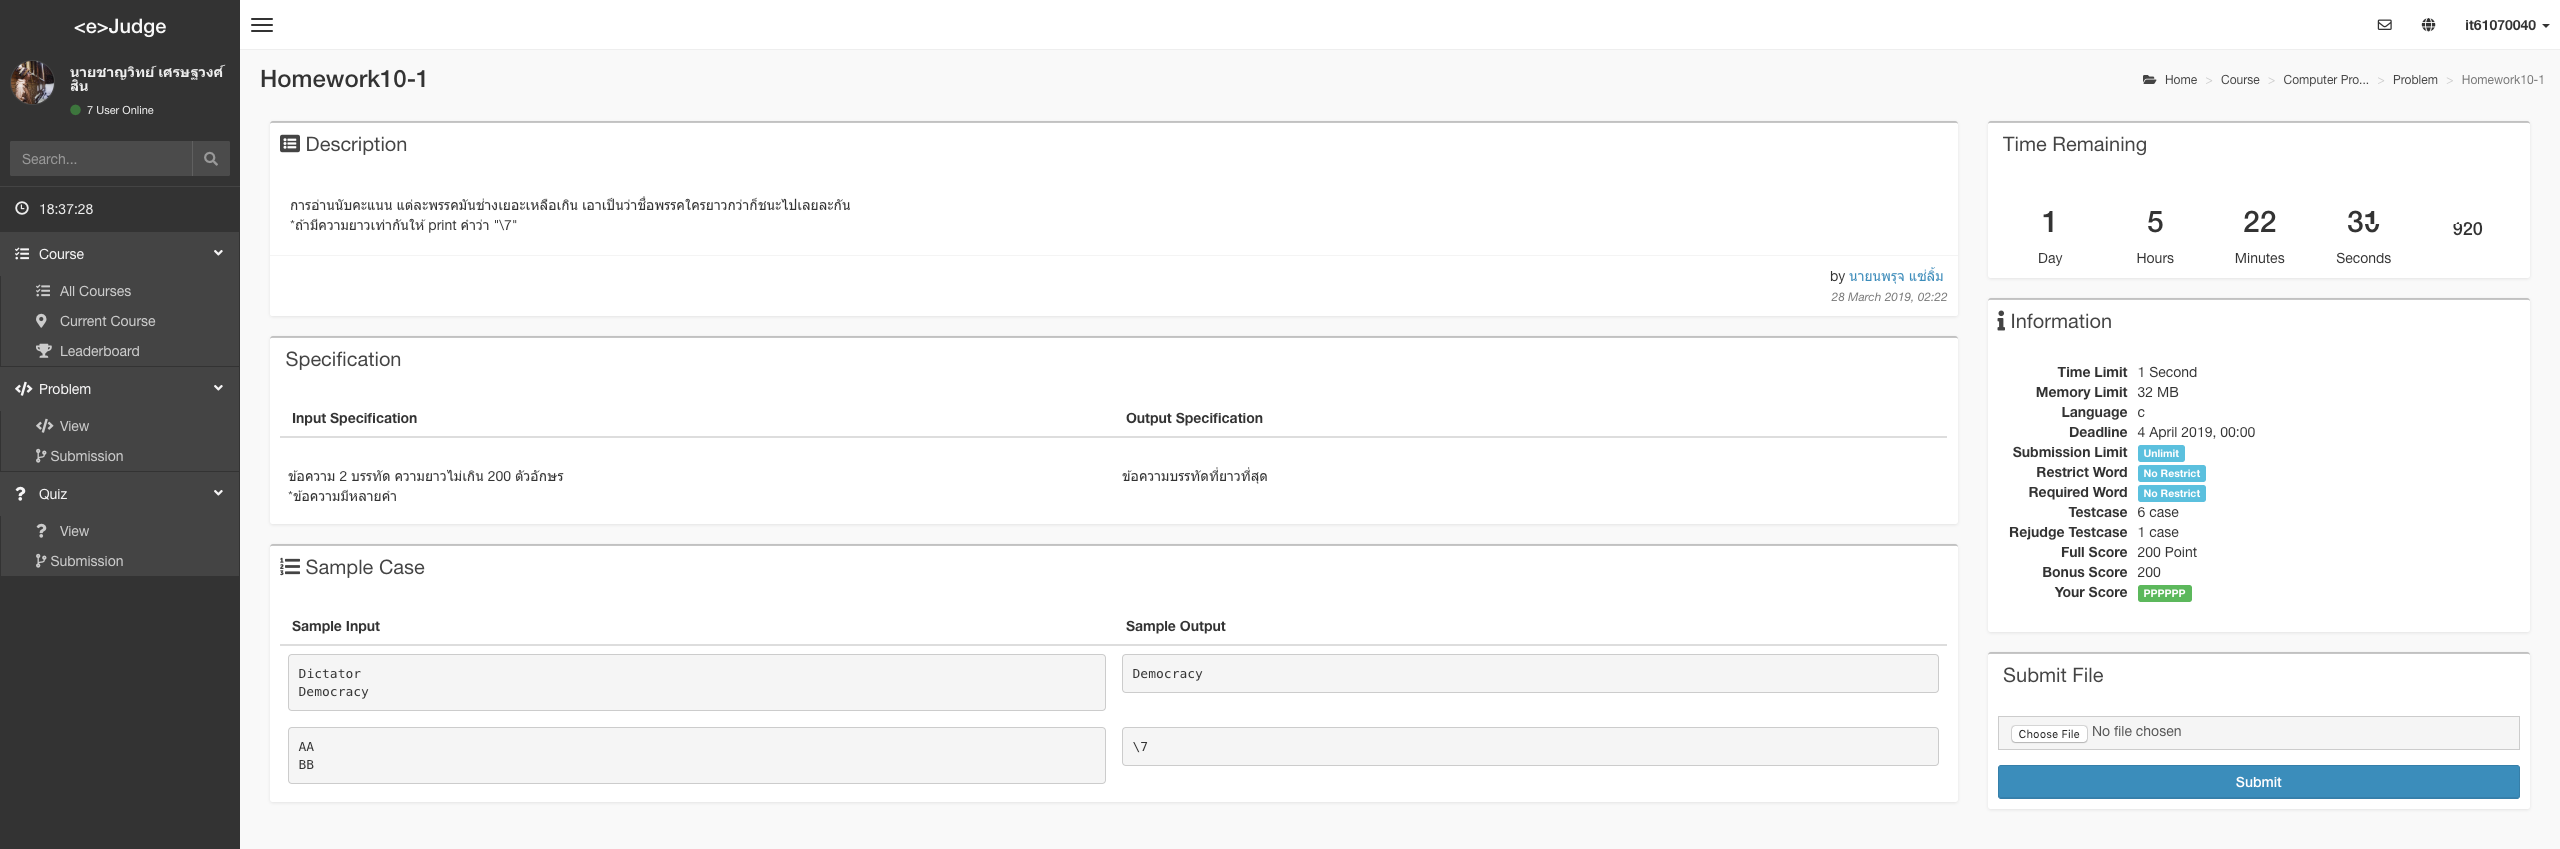 <e>Judge
นายชาญวิทย์ เศรษฐวงศ์
สิน
7 User Online
Search...
18:37:28
Course
All Courses
Current Course
Leaderboard
Problem
View
Submission
Quiz
View
Submission
it61070040
Homework10-1
Home > Course > Computer Pro... > Problem > Homework10-1
Description
การอ่านนับคะแนน แต่ละพรรคมันช่างเยอะเหลือเกิน เอาเป็นว่าชื่อพรรคใครยาวกว่าก็ชนะไปเลยละกัน
*ถ้ามีความยาวเท่ากันให้ print คำว่า "\7"
by นายนพรุจ แซ่ลิ้ม
28 March 2019, 02:22
Specification
Input Specification
Output Specification
ข้อความ 2 บรรทัด ความยาวไม่เกิน 200 ตัวอักษร
*ข้อความมีหลายคำ
ข้อความบรรทัดที่ยาวที่สุด
Sample Case
Sample Input
Sample Output
Dictator
Democracy
Democracy
AA
BB
\7
Time Remaining
1 5 22
Day Hours Minutes Seconds
Information
Time Limit 1 Second
Memory Limit 32 MB
Language c
Deadline 4 April 2019, 00:00
Submission Limit Unlimit
Restrict Word No Restrict
Required Word No Restrict
Testcase 6 case
Rejudge Testcase 1 case
Full Score 200 Point
Bonus Score 200
Your Score PPPPPP
Submit File
Choose File No file chosen
Submit